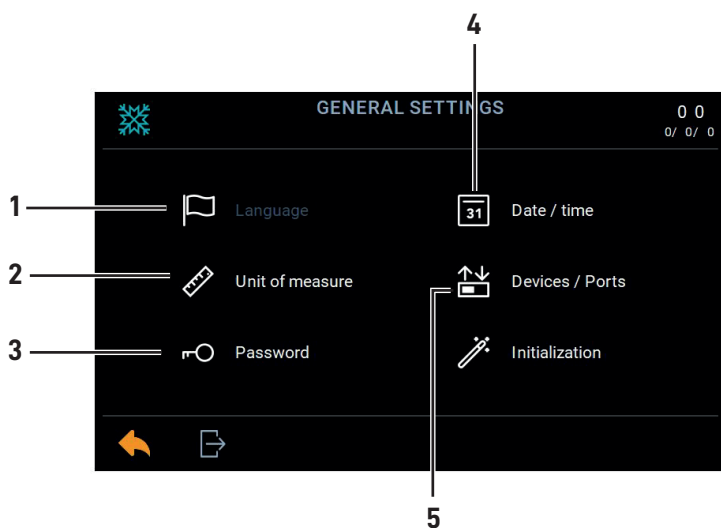 4
GENERAL SETTINGS
0 0
0/ 0/ 0
1
Language
31
Date / time
2
Unit of measure
Devices / Ports
5
3
Password
Initialization